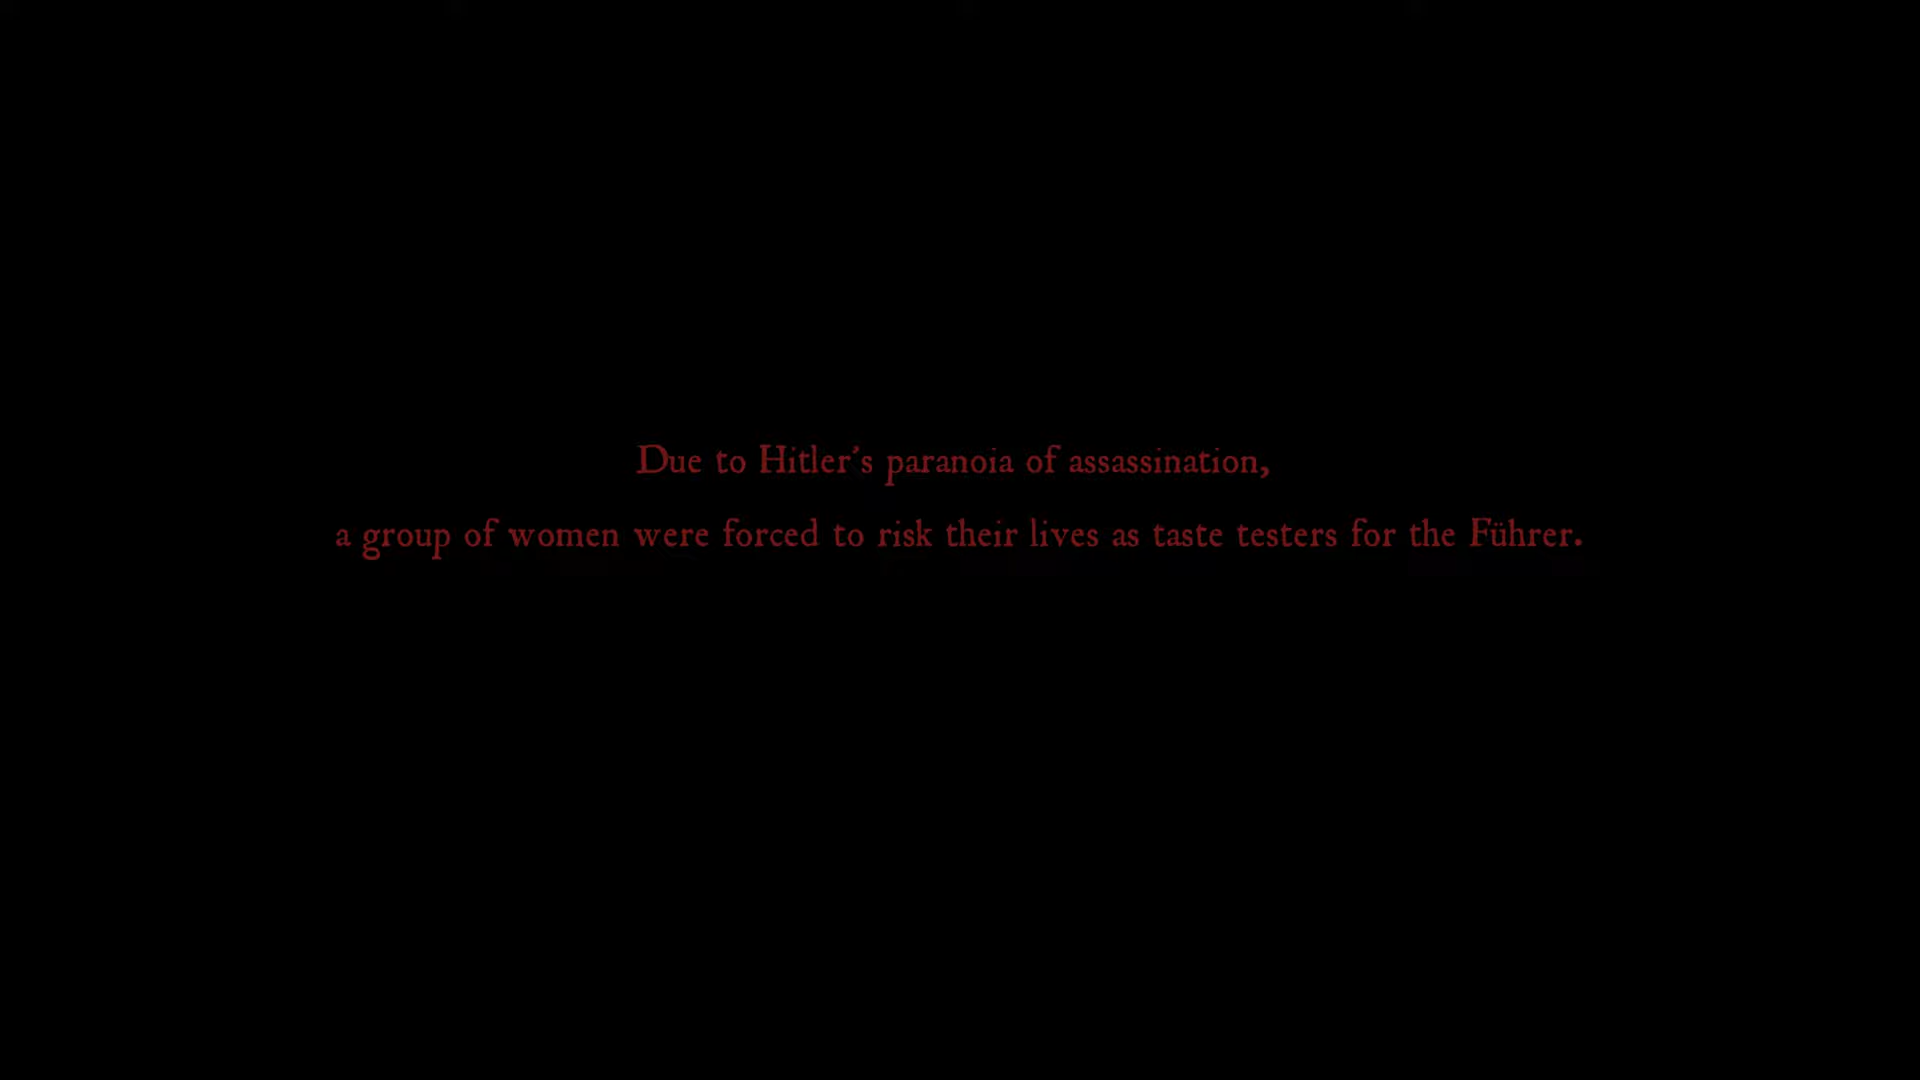 Due to Hitler's paranoia of assassination,
a group of women were forced to risk their lives as taste testers for the Führer.